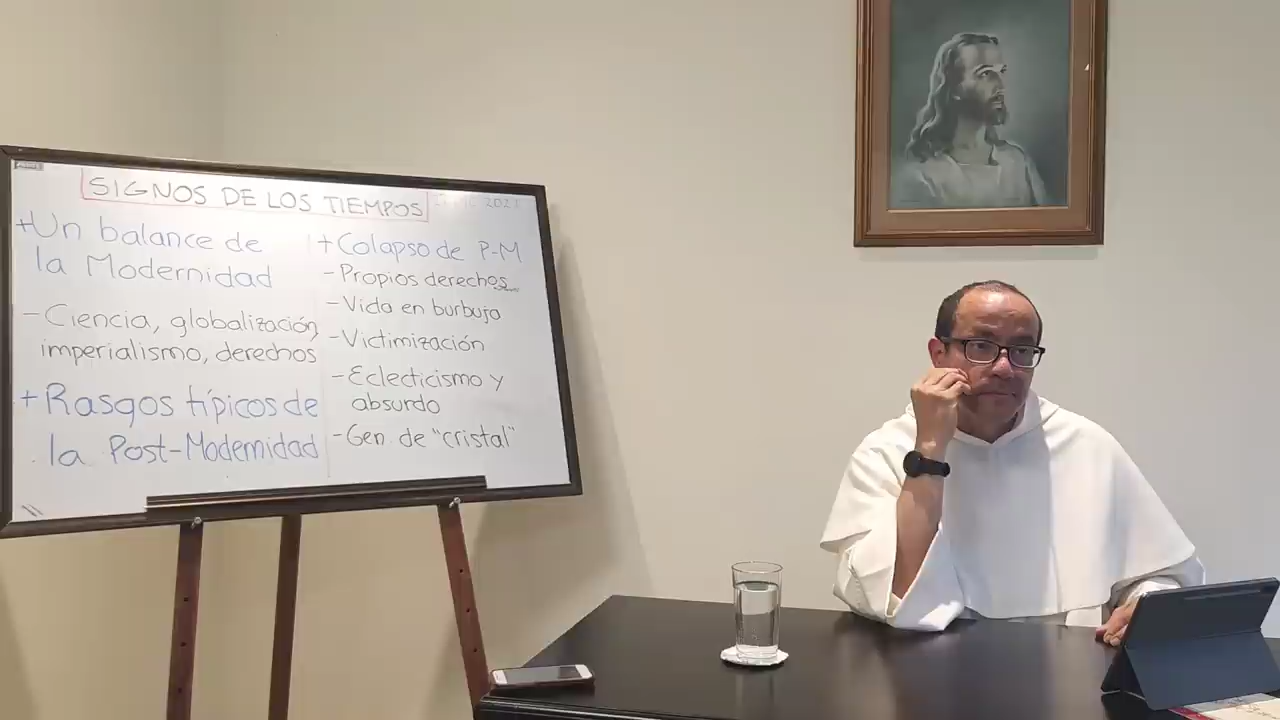 SIGNOS DE LOS TIEMPOS
+Un balance de
la Modernidad
-Ciencia, globalización,
imperialismo, derechos
+Rasgos típicos de
la Post-Modernidad
+Colapso de P-M
-Propios derechos...
-Vida en burbuja
-Victimización
-Eclecticismo y
absurdo
-Gen. de "cristal"